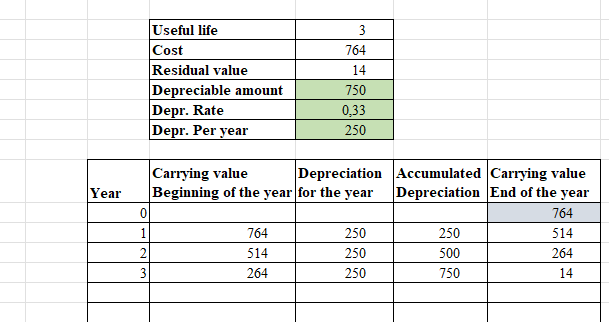 Useful life 3
Cost 764
Residual value 14
Depreciable amount 750
Depr. Rate 0,33
Depr. Per year 250
Carrying value Depreciation Accumulated Carrying value
Year Beginning of the year for the year Depreciation End of the year
0 764
1 764 250 250 514
2 514 250 500 264
3 264 250 750 14